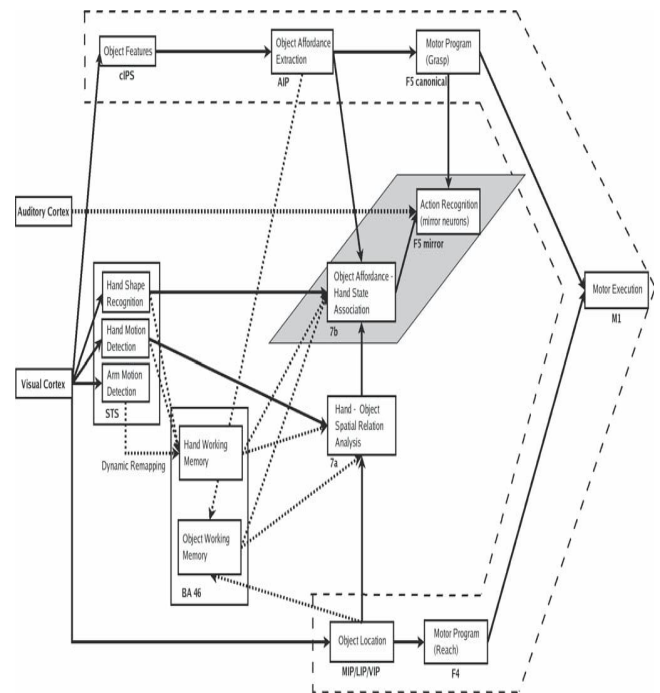 Object Features
cIPS
Object Affordance
Extraction
AIP
Motor Program
(Grasp)
F5 canonical
Auditory Cortex
Action Recognition
(mirror neurons)
F5 mirror
Hand Shape
Recognition
Hand Motion
Detection
Arm Motion
Detection
STS
Object Affordance -
Hand State
Association
7b
Motor Execution
M1
Visual Cortex
Hand - Object
Spatial Relation
Analysis
7a
Dynamic Remapping
Hand Working
Memory
Object Working
Memory
BA 46
Object Location
MIP/LIP/VIP
Motor Program
(Reach)
F4